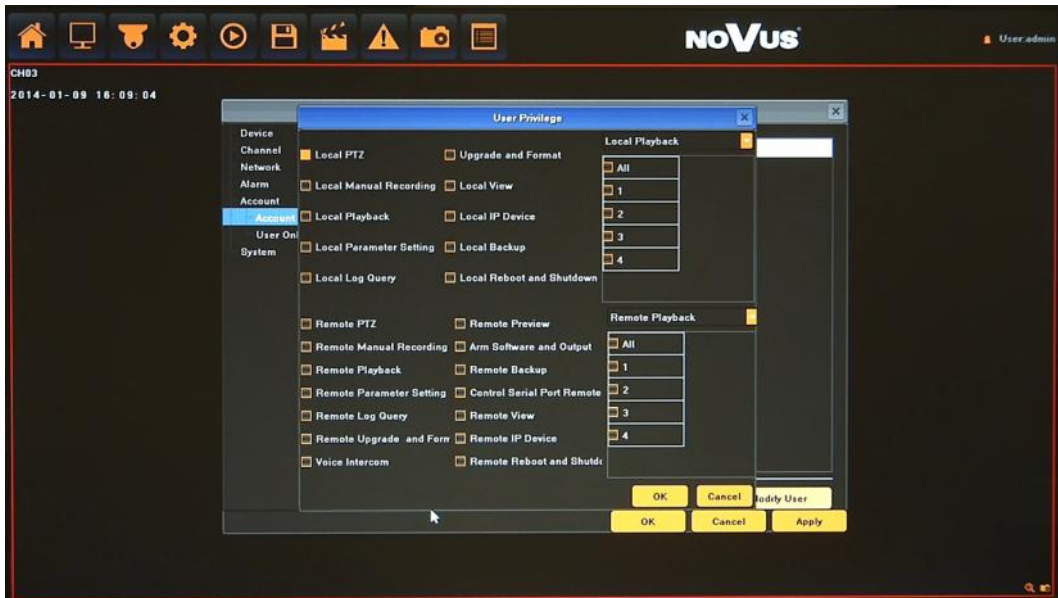 NOVUS
User:admin
CH03
2014-01-09 16:09:04
User Privilege
Device
Channel
Network
Alarm
Account
Account
User Onl
System
Local PTZ
Upgrade and Format
Local Manual Recording
Local View
Local Playback
Local IP Device
Local Parameter Setting
Local Backup
Local Log Query
Local Reboot and Shutdown
Local Playback
All
1
2
3
4
Remote PTZ
Remote Preview
Remote Manual Recording
Arm Software and Output
Remote Playback
Remote Backup
Remote Parameter Setting
Control Serial Port Remote
Remote Log Query
Remote View
Remote Upgrade and Form
Remote IP Device
Voice Intercom
Remote Reboot and Shutdo
Remote Playback
All
1
2
3
4
OK
Cancel
Modify User
OK
Cancel
Apply